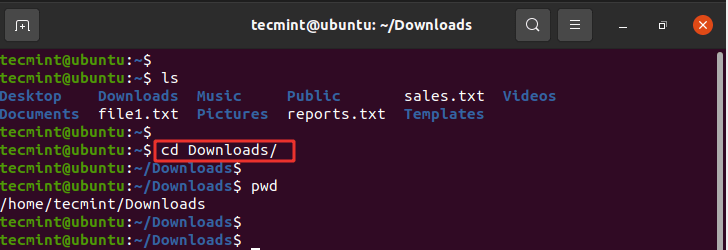 tecmint@ubuntu: ~/Downloads
tecmint@ubuntu:~$
tecmint@ubuntu:~$ ls
Desktop Downloads Music Public sales.txt Videos
Documents file1.txt Pictures reports.txt Templates
tecmint@ubuntu:~$
tecmint@ubuntu:~$ cd Downloads/
tecmint@ubuntu:~/Downloads$
tecmint@ubuntu:~/Downloads$ pwd
/home/tecmint/Downloads
tecmint@ubuntu:~/Downloads$
tecmint@ubuntu:~/Downloads$